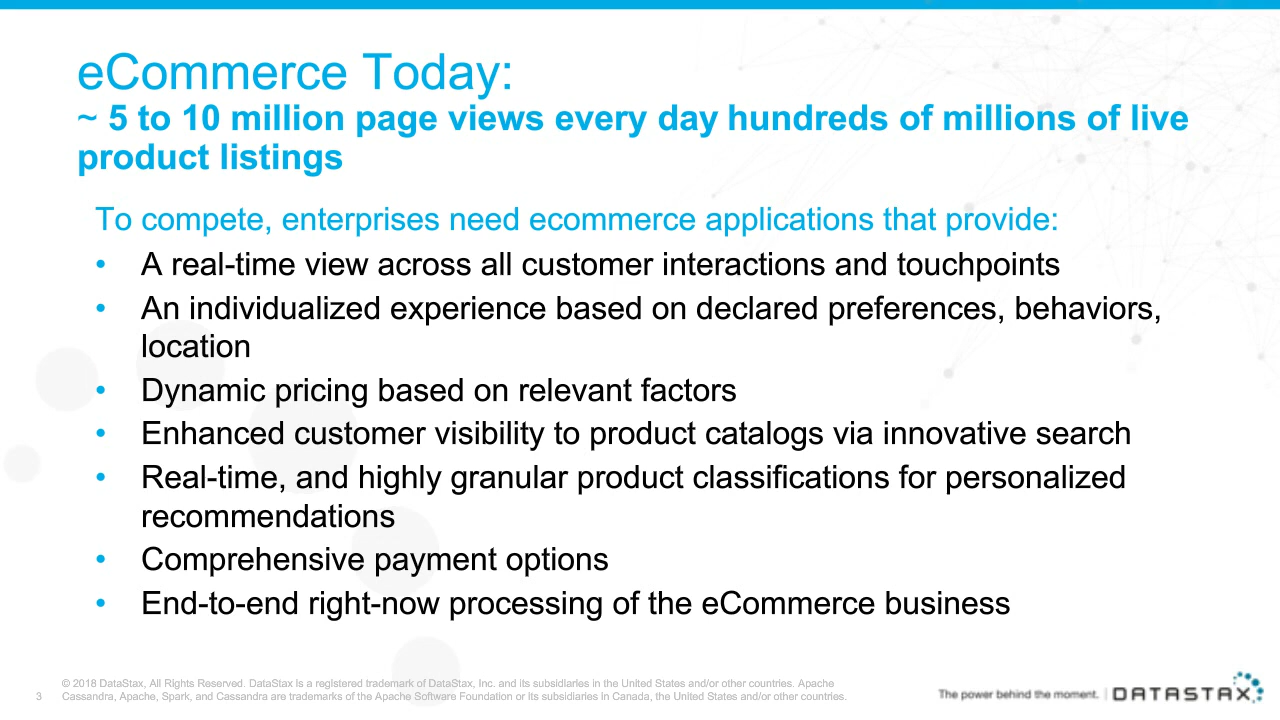 eCommerce Today:
~ 5 to 10 million page views every day hundreds of millions of live
product listings
To compete, enterprises need ecommerce applications that provide:
• A real-time view across all customer interactions and touchpoints
• An individualized experience based on declared preferences, behaviors,
location
• Dynamic pricing based on relevant factors
• Enhanced customer visibility to product catalogs via innovative search
• Real-time, and highly granular product classifications for personalized
recommendations
• Comprehensive payment options
• End-to-end right-now processing of the eCommerce business
3
© 2018 DataStax, All Rights Reserved. DataStax is a registered trademark of DataStax, Inc. and its subsidiaries in the United States and/or other countries. Apache
Cassandra, Apache, Spark, and Cassandra are trademarks of the Apache Software Foundation or its subsidiaries in Canada, the United States and/or other countries.
The power behind the moment. | DATASTAX